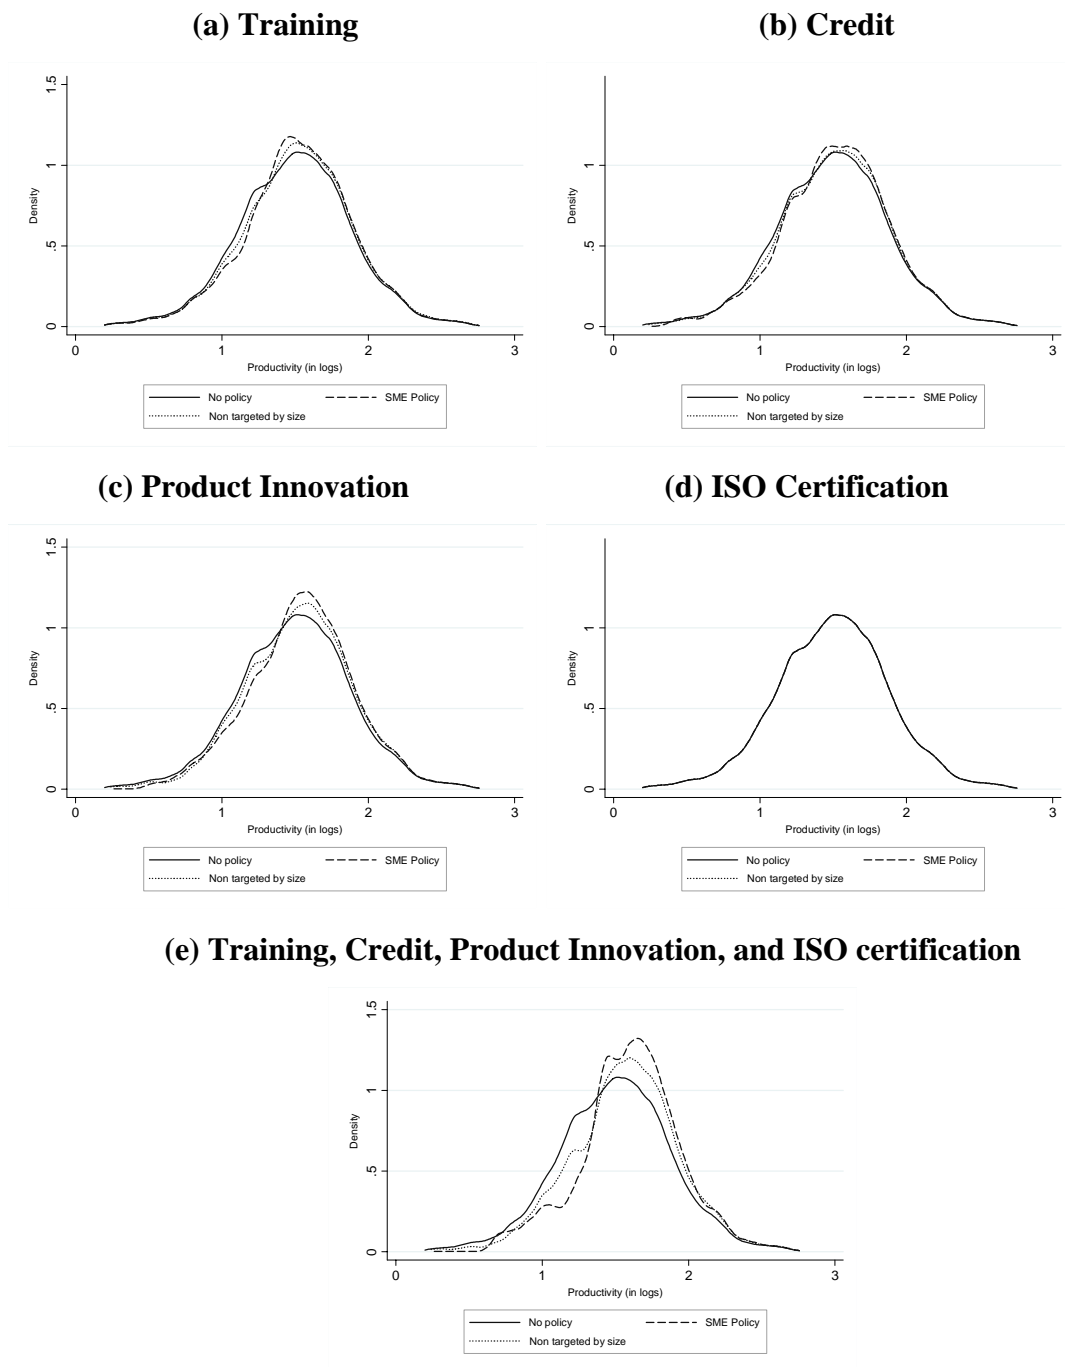 (a) Training
(b) Credit
1.5
1
.5
0
Density
0 1 2 3
Productivity (in logs)
No policy SME Policy
Non targeted by size
1.5
1
.5
0
Density
0 1 2 3
Productivity (in logs)
No policy SME Policy
Non targeted by size
(c) Product Innovation
(d) ISO Certification
1.5
1
.5
0
Density
0 1 2 3
Productivity (in logs)
No policy SME Policy
Non targeted by size
1
.5
0
Density
0 1 2 3
Productivity (in logs)
No policy SME Policy
Non targeted by size
(e) Training, Credit, Product Innovation, and ISO certification
1.5
1
.5
0
Density
0 1 2 3
Productivity (in logs)
No policy SME Policy
Non targeted by size